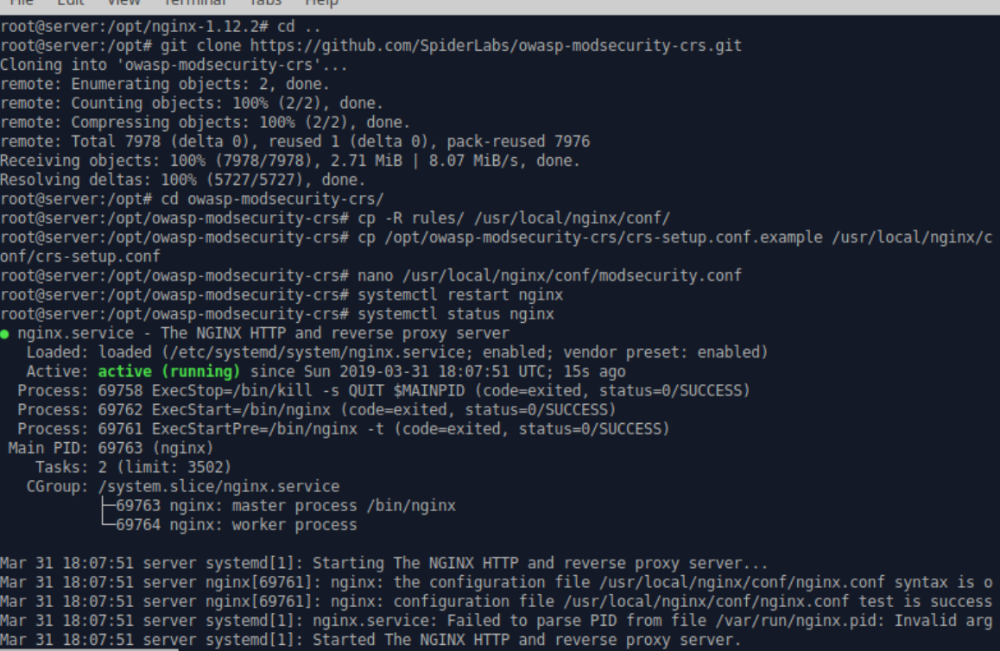 File Edit View Terminal Tabs Help
root@server:/opt/nginx-1.12.2# cd ..
root@server:/opt# git clone https://github.com/SpiderLabs/owasp-modsecurity-crs.git
Cloning into 'owasp-modsecurity-crs'...
remote: Enumerating objects: 2, done.
remote: Counting objects: 100% (2/2), done.
remote: Compressing objects: 100% (2/2), done.
remote: Total 7978 (delta 0), reused 1 (delta 0), pack-reused 7976
Receiving objects: 100% (7978/7978), 2.71 MiB | 8.07 MiB/s, done.
Resolving deltas: 100% (5727/5727), done.
root@server:/opt# cd owasp-modsecurity-crs/
root@server:/opt/owasp-modsecurity-crs# cp -R rules/ /usr/local/nginx/conf/
root@server:/opt/owasp-modsecurity-crs# cp /opt/owasp-modsecurity-crs/crs-setup.conf.example /usr/local/nginx/c
onf/crs-setup.conf
root@server:/opt/owasp-modsecurity-crs# nano /usr/local/nginx/conf/modsecurity.conf
root@server:/opt/owasp-modsecurity-crs# systemctl restart nginx
root@server:/opt/owasp-modsecurity-crs# systemctl status nginx
● nginx.service - The NGINX HTTP and reverse proxy server
Loaded: loaded (/etc/systemd/system/nginx.service; enabled; vendor preset: enabled)
Active: active (running) since Sun 2019-03-31 18:07:51 UTC; 15s ago
Process: 69758 ExecStop=/bin/kill -s QUIT $MAINPID (code=exited, status=0/SUCCESS)
Process: 69762 ExecStart=/bin/nginx (code=exited, status=0/SUCCESS)
Process: 69761 ExecStartPre=/bin/nginx -t (code=exited, status=0/SUCCESS)
Main PID: 69763 (nginx)
Tasks: 2 (limit: 3502)
CGroup: /system.slice/nginx.service
├─69763 nginx: master process /bin/nginx
└─69764 nginx: worker process
Mar 31 18:07:51 server systemd[1]: Starting The NGINX HTTP and reverse proxy server...
Mar 31 18:07:51 server nginx[69761]: nginx: the configuration file /usr/local/nginx/conf/nginx.conf syntax is o
Mar 31 18:07:51 server nginx[69761]: nginx: configuration file /usr/local/nginx/conf/nginx.conf test is success
Mar 31 18:07:51 server systemd[1]: nginx.service: Failed to parse PID from file /var/run/nginx.pid: Invalid arg
Mar 31 18:07:51 server systemd[1]: Started The NGINX HTTP and reverse proxy server.